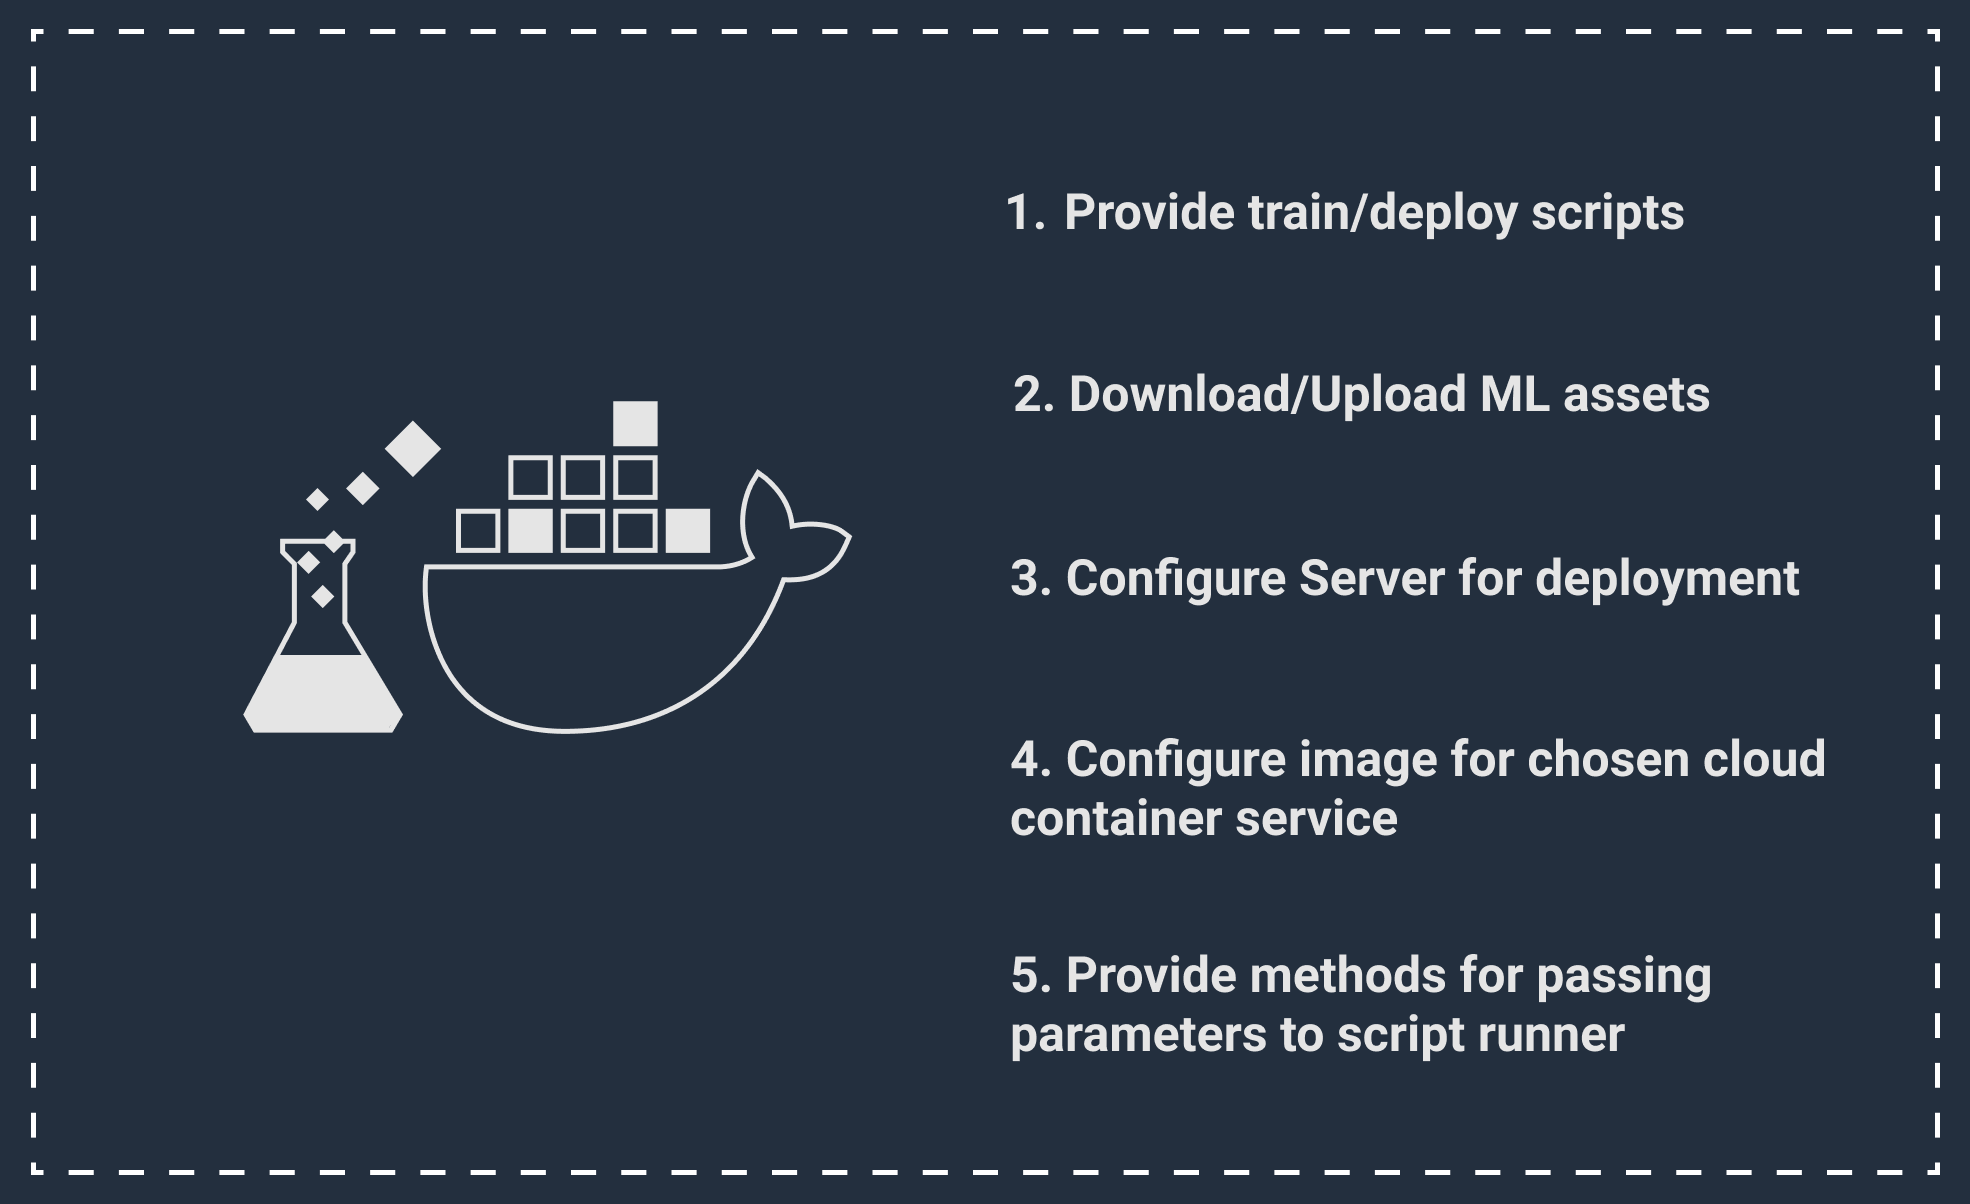 1. Provide train/deploy scripts
2. Download/Upload ML assets
3. Configure Server for deployment
4. Configure image for chosen cloud
container service
5. Provide methods for passing
parameters to script runner